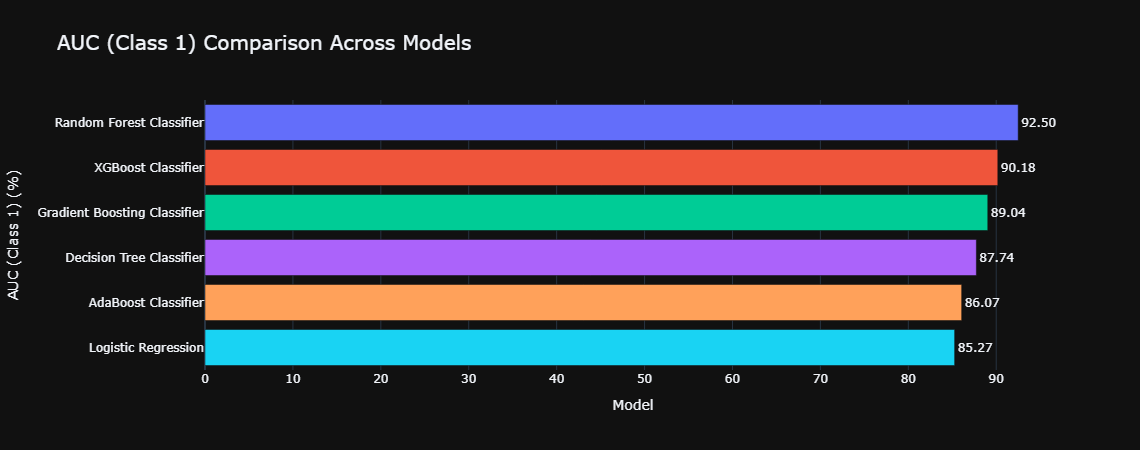 AUC (Class 1) Comparison Across Models
AUC (Class 1) (%)
Random Forest Classifier 92.50
XGBoost Classifier 90.18
Gradient Boosting Classifier 89.04
Decision Tree Classifier 87.74
AdaBoost Classifier 86.07
Logistic Regression 85.27
0 10 20 30 40 50 60 70 80 90
Model